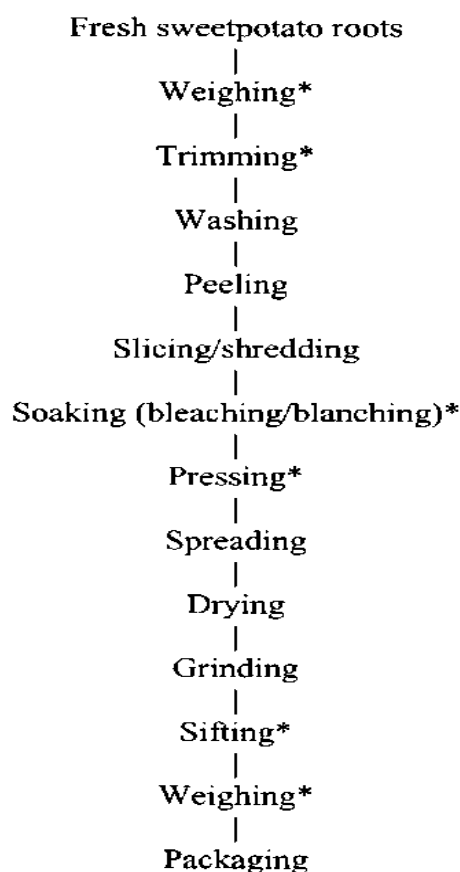 Fresh sweetpotato roots
Weighing*
Trimming*
Washing
Peeling
Slicing/shredding
Soaking (bleaching/blanching)*
Pressing*
Spreading
Drying
Grinding
Sifting*
Weighing*
Packaging